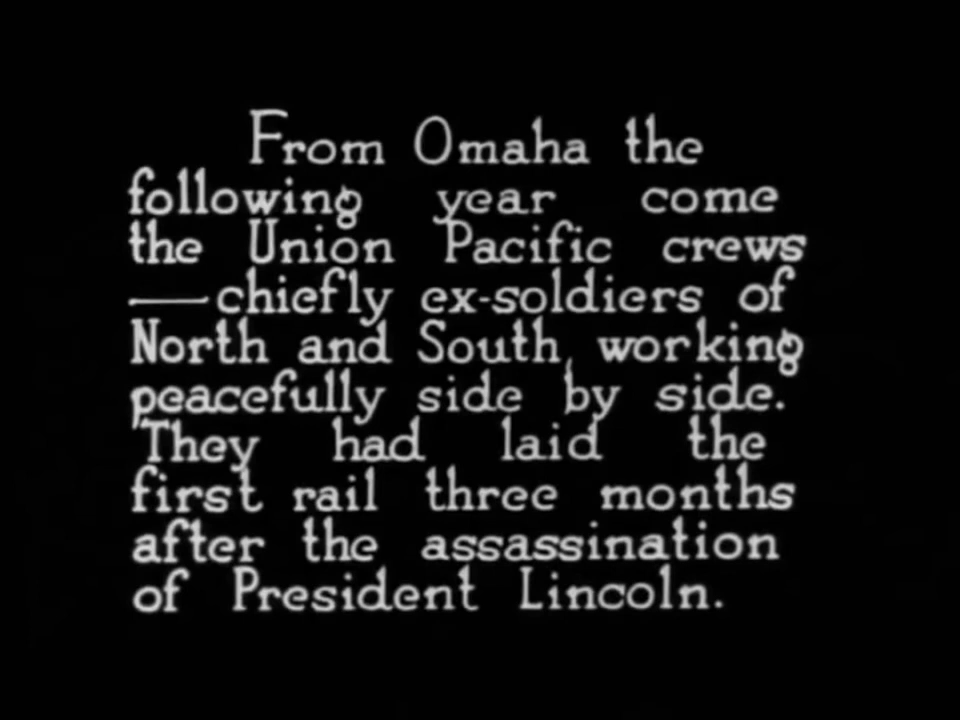 From Omaha the
following year come
the Union Pacific crews
—chiefly ex-soldiers of
North and South, working
peacefully side by side.
They had laid the
first rail three months
after the assassination
of President Lincoln.